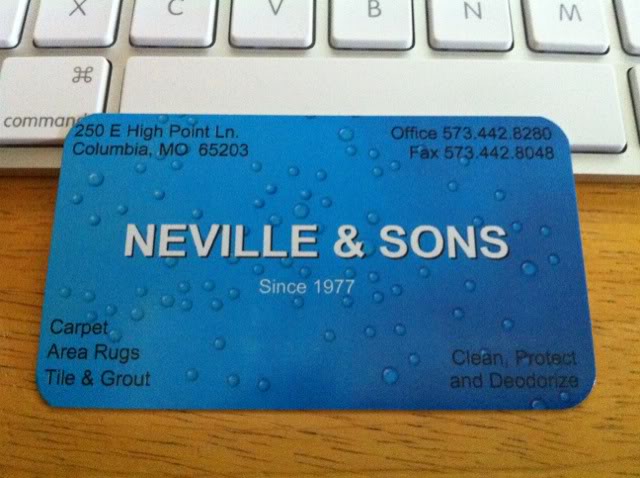 X C V B N M
⌘
command
250 E High Point Ln.
Columbia, MO 65203
Office 573.442.8280
Fax 573.442.8048
NEVILLE & SONS
Since 1977
Carpet
Area Rugs
Tile & Grout
Clean, Protect
and Deodorize